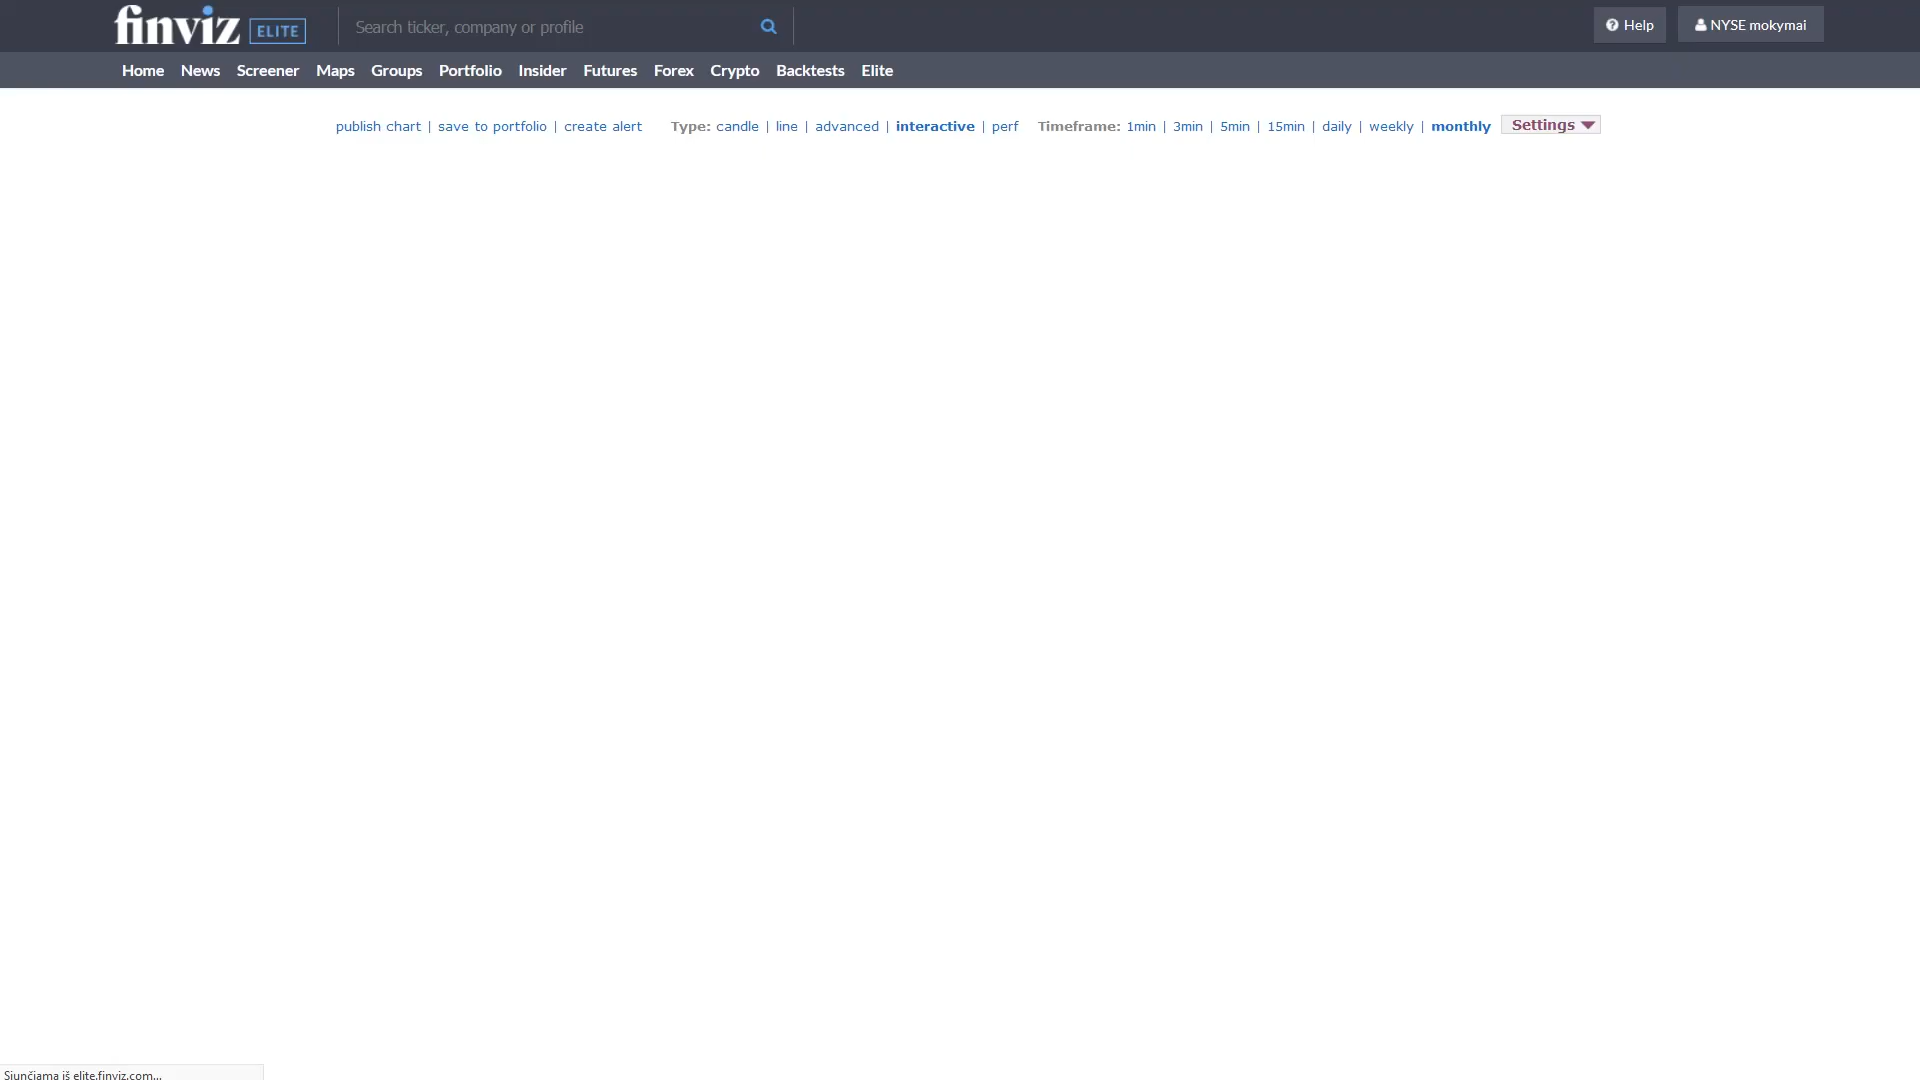 finviz ELITE Search ticker, company or profile Help NYSE mokymai
Home News Screener Maps Groups Portfolio Insider Futures Forex Crypto Backtests Elite
publish chart | save to portfolio | create alert Type: candle | line | advanced | interactive | perf Timeframe: 1min | 3min | 5min | 15min | daily | weekly | monthly Settings
Siunčiama iš elite.finviz.com...